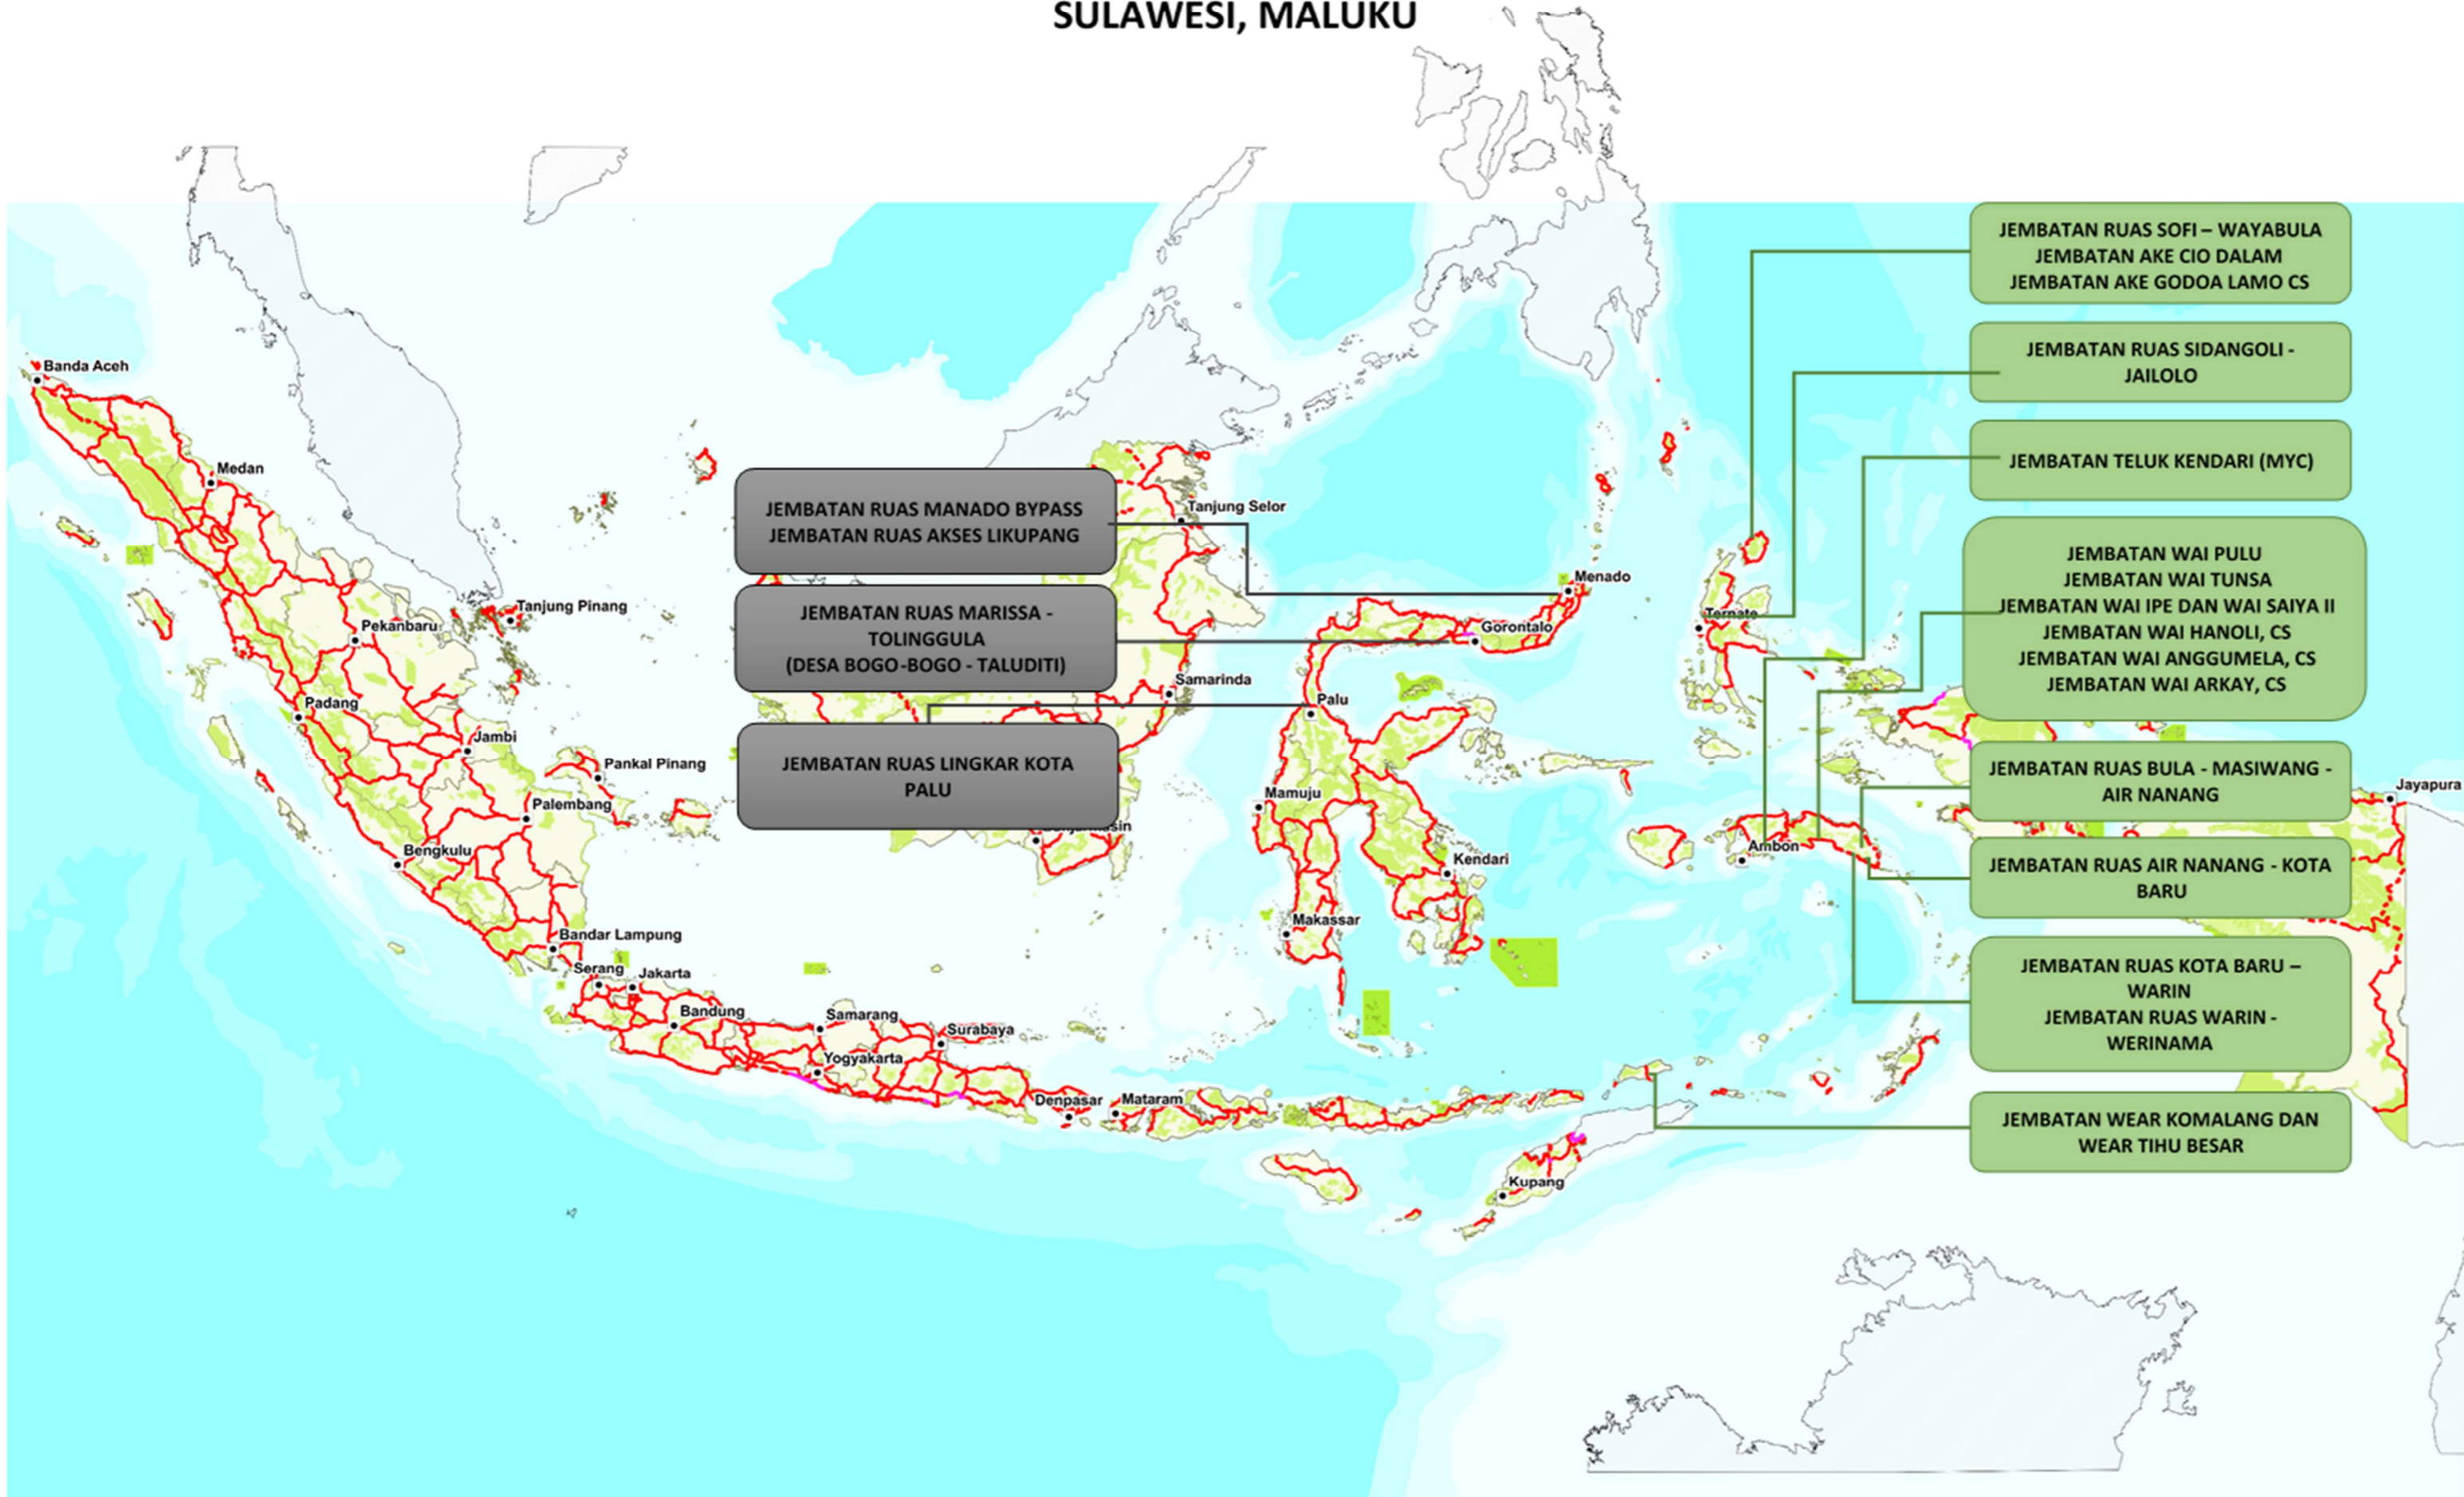 SULAWESI, MALUKU
JEMBATAN RUAS SOFI – WAYABULA
JEMBATAN AKE CIO DALAM
JEMBATAN AKE GODOA LAMO CS
JEMBATAN RUAS SIDANGOLI -
JAILOLO
JEMBATAN TELUK KENDARI (MYC)
JEMBATAN WAI PULU
JEMBATAN WAI TUNSA
JEMBATAN WAI IPE DAN WAI SAIYA II
JEMBATAN WAI HANOLI, CS
JEMBATAN WAI ANGGUMELA, CS
JEMBATAN WAI ARKAY, CS
JEMBATAN RUAS BULA - MASIWANG -
AIR NANANG
JEMBATAN RUAS AIR NANANG - KOTA
BARU
JEMBATAN RUAS KOTA BARU –
WARIN
JEMBATAN RUAS WARIN -
WERINAMA
JEMBATAN WEAR KOMALANG DAN
WEAR TIHU BESAR
JEMBATAN RUAS MANADO BYPASS
JEMBATAN RUAS AKSES LIKUPANG
JEMBATAN RUAS MARISSA -
TOLINGGULA
(DESA BOGO-BOGO - TALUDITI)
JEMBATAN RUAS LINGKAR KOTA
PALU
Banda Aceh
Medan
Tanjung Pinang
Pekanbaru
Padang
Jambi
Pankal Pinang
Palembang
Bengkulu
Bandar Lampung
Serang
Jakarta
Bandung
Samarang
Surabaya
Yogyakarta
Denpasar
Mataram
Kupang
Tanjung Selor
Samarinda
Menado
Gorontalo
Palu
Mamuju
Kendari
Makassar
Ternate
Ambon
Jayapura